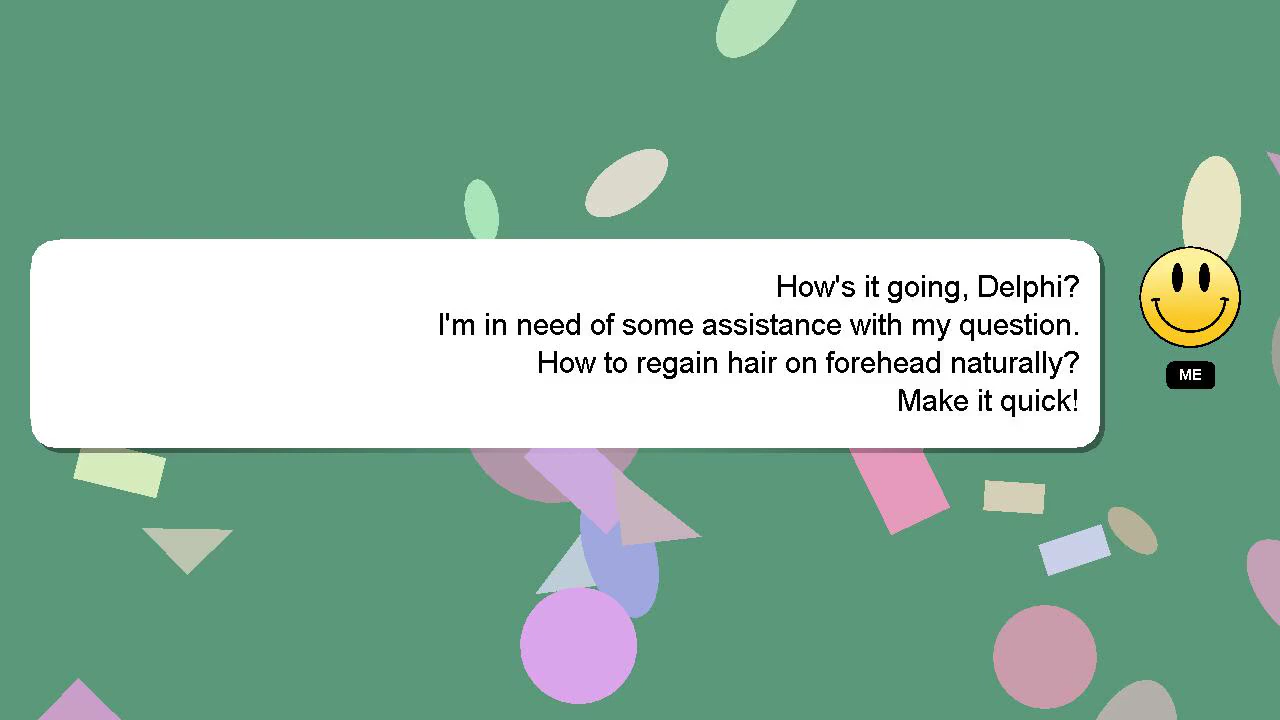 How's it going, Delphi?
I'm in need of some assistance with my question.
How to regain hair on forehead naturally?
Make it quick!
ME